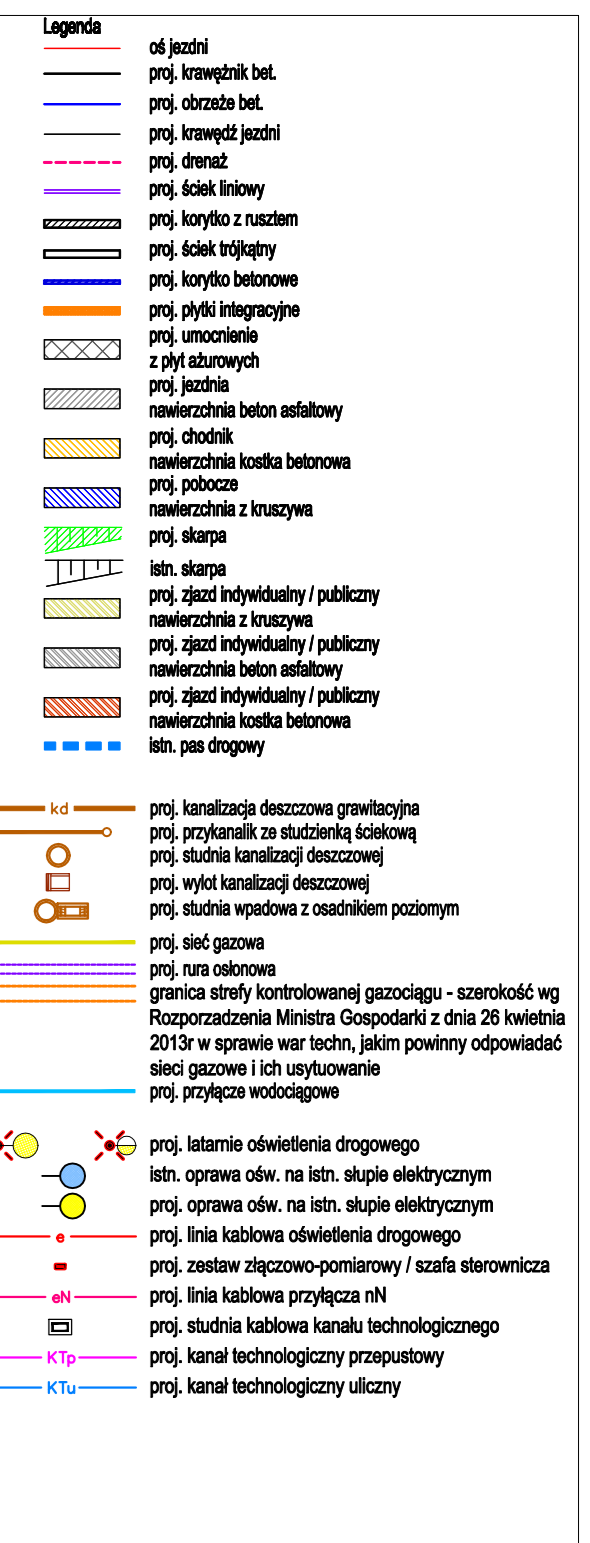 Legenda
oś jezdni
proj. krawężnik bet.
proj. obrzeże bet.
proj. krawędź jezdni
proj. drenaż
proj. ściek liniowy
proj. korytko z rusztem
proj. ściek trójkątny
proj. korytko betonowe
proj. płytki integracyjne
proj. umocnienie
z płyt ażurowych
proj. jezdnia
nawierzchnia beton asfaltowy
proj. chodnik
nawierzchnia kostka betonowa
proj. pobocze
nawierzchnia z kruszywa
proj. skarpa
istn. skarpa
proj. zjazd indywidualny / publiczny
nawierzchnia z kruszywa
proj. zjazd indywidualny / publiczny
nawierzchnia beton asfaltowy
proj. zjazd indywidualny / publiczny
nawierzchnia kostka betonowa
istn. pas drogowy
kd proj. kanalizacja deszczowa grawitacyjna
proj. przykanalik ze studzienką ściekową
proj. studnia kanalizacji deszczowej
proj. wylot kanalizacji deszczowej
proj. studnia wpadowa z osadnikiem poziomym
proj. sieć gazowa
proj. rura osłonowa
granica strefy kontrolowanej gazociągu - szerokość wg
Rozporzadzenia Ministra Gospodarki z dnia 26 kwietnia
2013r w sprawie war techn, jakim powinny odpowiadać
sieci gazowe i ich usytuowanie
proj. przyłącze wodociągowe
proj. latarnie oświetlenia drogowego
istn. oprawa ośw. na istn. słupie elektrycznym
proj. oprawa ośw. na istn. słupie elektrycznym
e proj. linia kablowa oświetlenia drogowego
proj. zestaw złączowo-pomiarowy / szafa sterownicza
eN proj. linia kablowa przyłącza nN
proj. studnia kablowa kanału technologicznego
KTp proj. kanał technologiczny przepustowy
KTu proj. kanał technologiczny uliczny